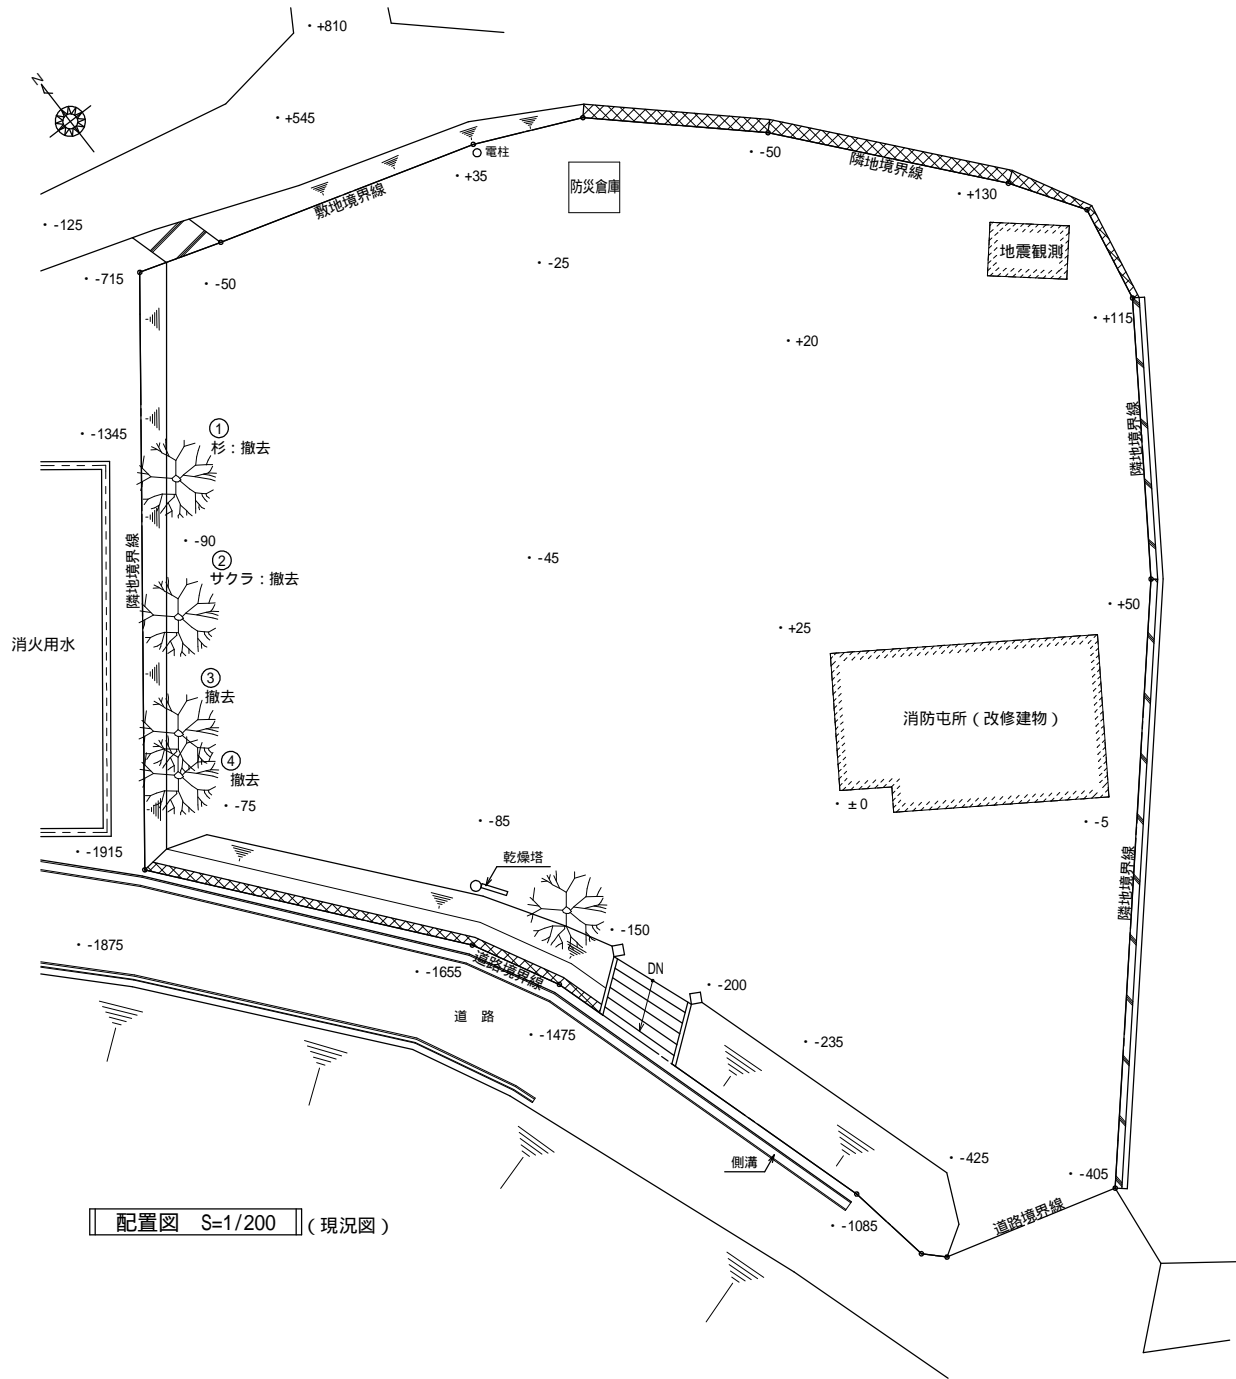 ・+810
N
・+545
電柱
・-50
隣地境界線
・+35
防災倉庫
・+130
敷地境界線
・-125
地震観測
・-25
・-715
・-50
・+115
・+20
①
・-1345
杉：撤去
隣地境界線
・-90
②
・-45
サクラ：撤去
隣地境界線
・+50
・+25
消火用水
③
撤去
消防屯所（改修建物）
④
撤去
・-75
・±0
・-85
・-5
・-1915
乾燥塔
隣地境界線
・-150
・-1875
・-1655
道路境界線
DN
・-200
道 路
・-1475
・-235
側溝
・-425
・-405
配置図 S=1/200 (現況図)
・-1085
道路境界線